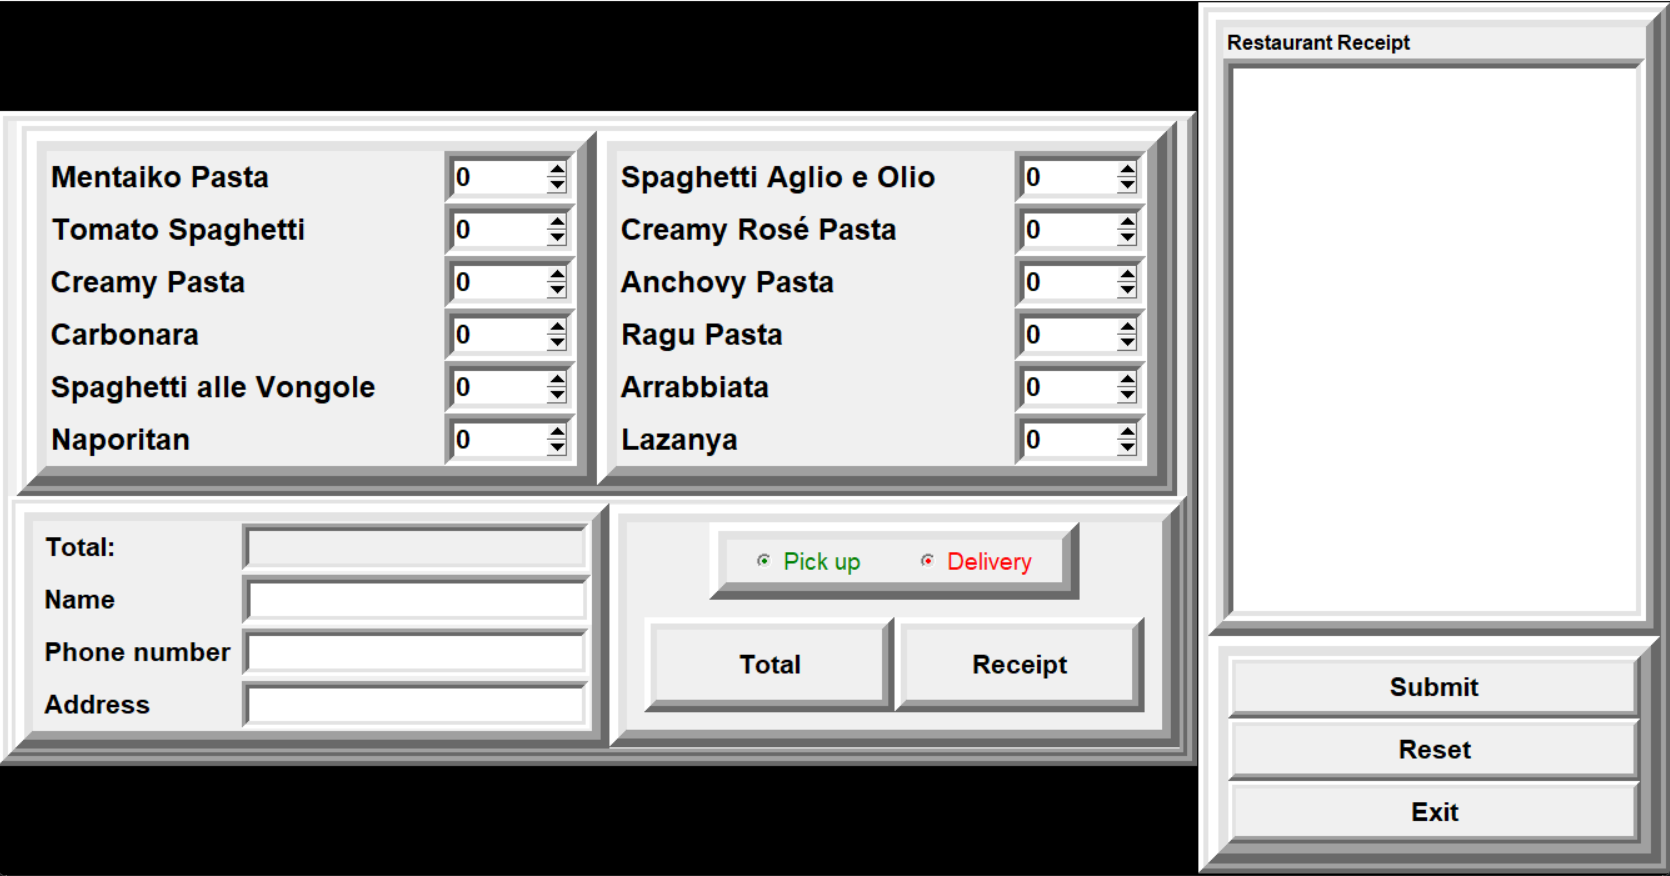 Restaurant Receipt
Mentaiko Pasta 0
Tomato Spaghetti 0
Creamy Pasta 0
Carbonara 0
Spaghetti alle Vongole 0
Naporitan 0
Spaghetti Aglio e Olio 0
Creamy Rosé Pasta 0
Anchovy Pasta 0
Ragu Pasta 0
Arrabbiata 0
Lazanya 0
Total:
Name
Phone number
Address
Pick up Delivery
Total Receipt
Submit
Reset
Exit